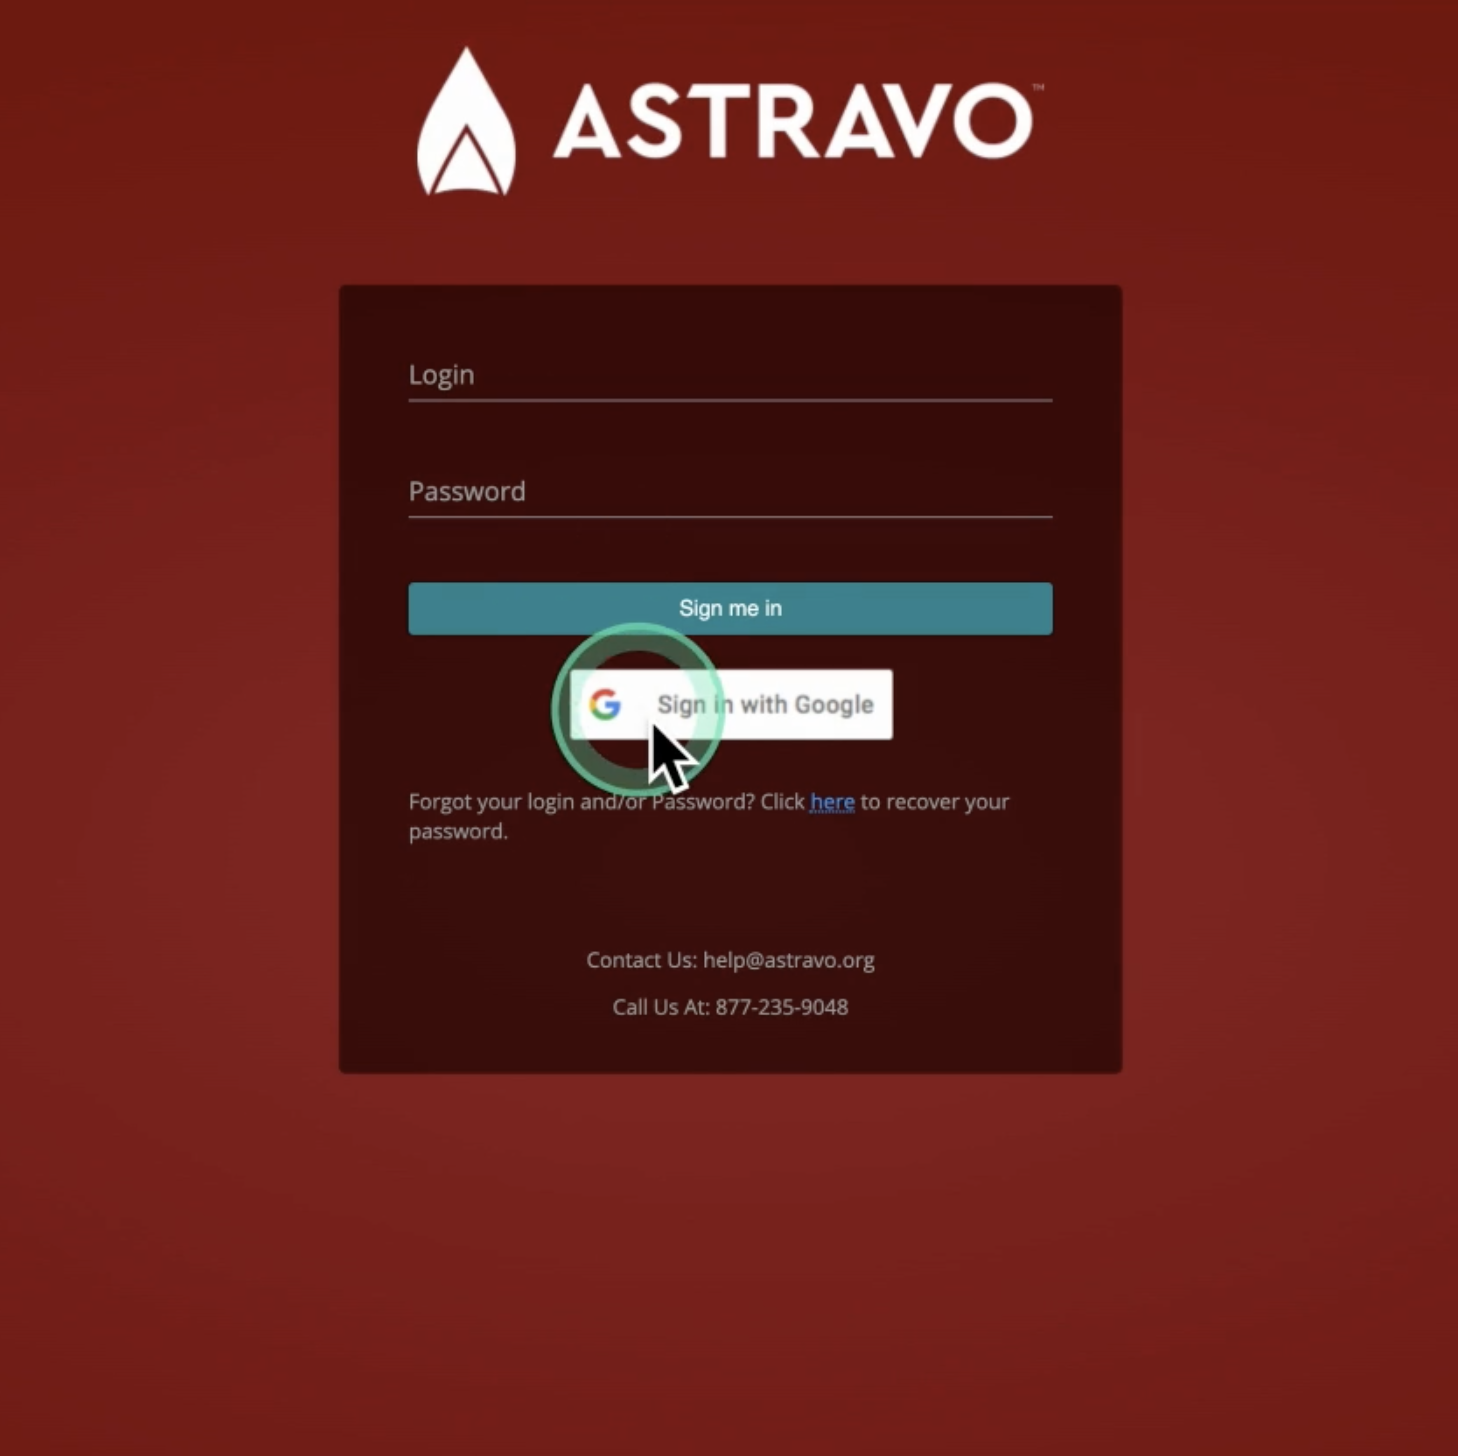 ASTRAVO™
Login
Password
Sign me in
Sign in with Google
Forgot your login and/or Password? Click here to recover your
password.
Contact Us: help@astravo.org
Call Us At: 877-235-9048